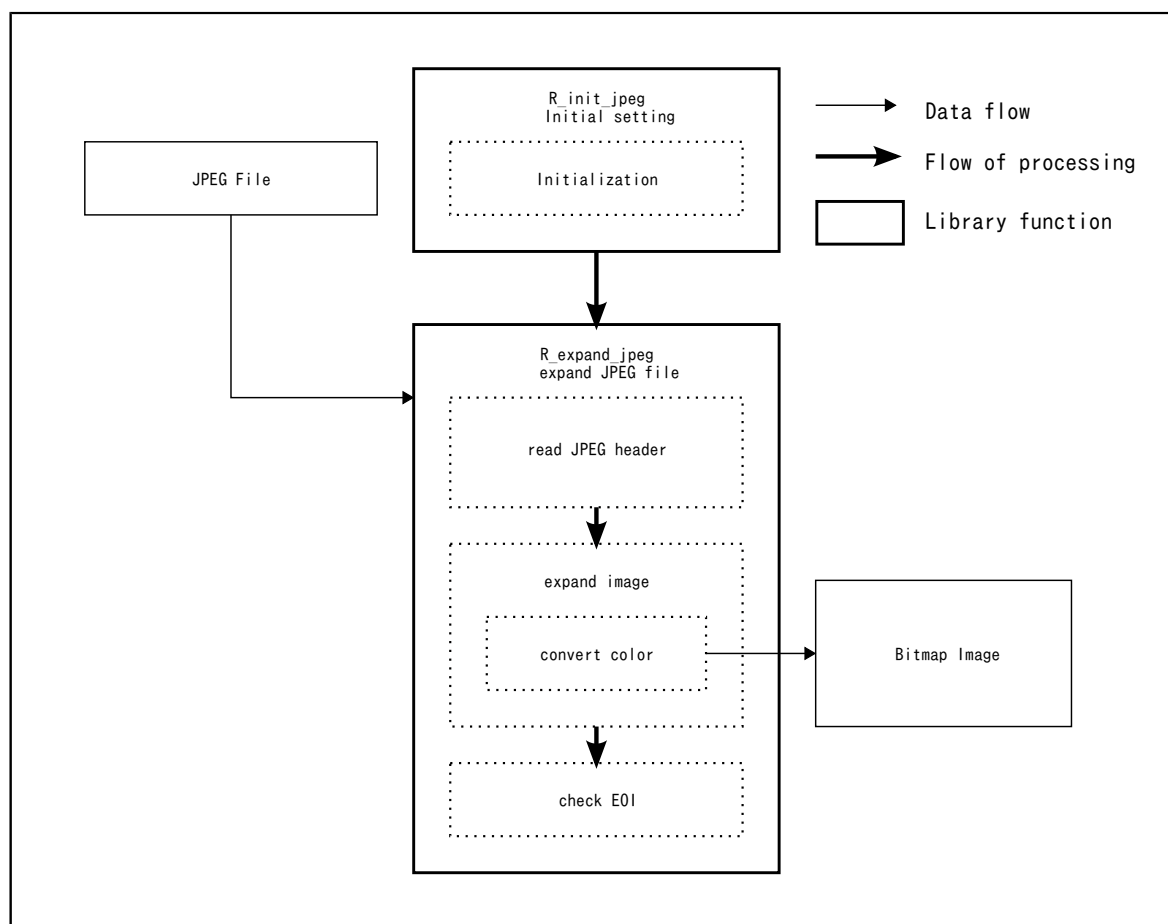 R_init_jpeg
Initial setting
Initialization
JPEG File
Data flow
Flow of processing
Library function
R_expand_jpeg
expand JPEG file
read JPEG header
expand image
convert color
Bitmap Image
check EOI